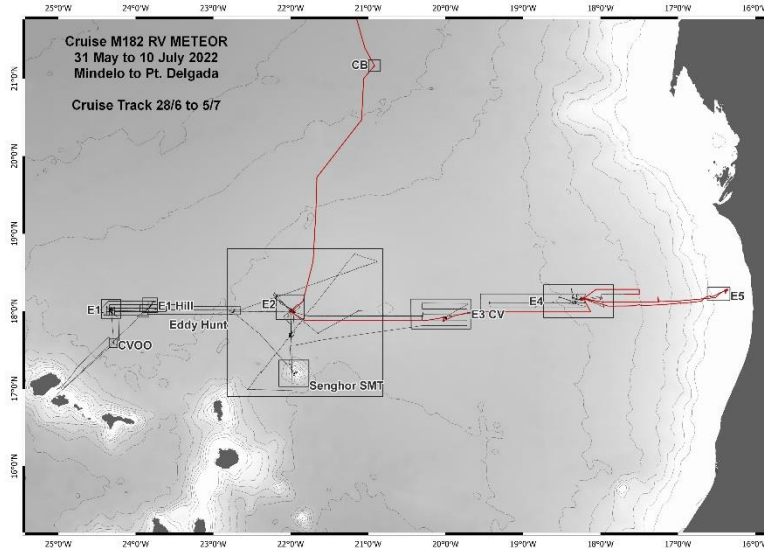 Cruise M182 RV METEOR
31 May to 10 July 2022
Mindelo to Pt. Delgada
Cruise Track 28/6 to 5/7
CB
21°0'N
20°0'N
19°0'N
18°0'N
17°0'N
16°0'N
E1
E1-Hill
E2
E3 CV
E4
E5
Eddy Hunt
CVOO
Senghor SMT
25°0'W
24°0'W
23°0'W
22°0'W
21°0'W
20°0'W
19°0'W
18°0'W
17°0'W
16°0'W